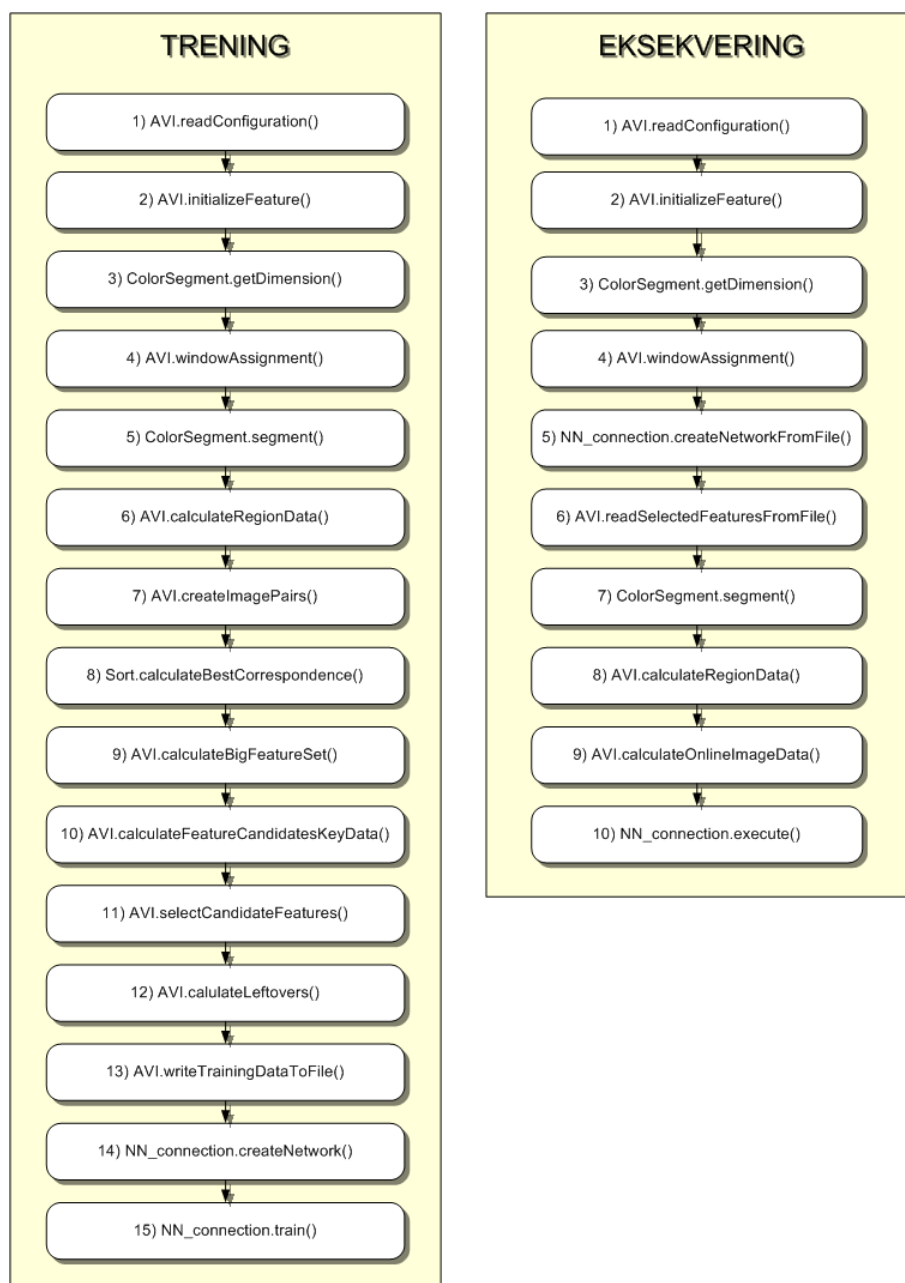 TRENING
1) AVI.readConfiguration()
2) AVI.initializeFeature()
3) ColorSegment.getDimension()
4) AVI.windowAssignment()
5) ColorSegment.segment()
6) AVI.calculateRegionData()
7) AVI.createImagePairs()
8) Sort.calculateBestCorrespondence()
9) AVI.calculateBigFeatureSet()
10) AVI.calculateFeatureCandidatesKeyData()
11) AVI.selectCandidateFeatures()
12) AVI.calulateLeftovers()
13) AVI.writeTrainingDataToFile()
14) NN_connection.createNetwork()
15) NN_connection.train()
EKSEKVERING
1) AVI.readConfiguration()
2) AVI.initializeFeature()
3) ColorSegment.getDimension()
4) AVI.windowAssignment()
5) NN_connection.createNetworkFromFile()
6) AVI.readSelectedFeaturesFromFile()
7) ColorSegment.segment()
8) AVI.calculateRegionData()
9) AVI.calculateOnlineImageData()
10) NN_connection.execute()